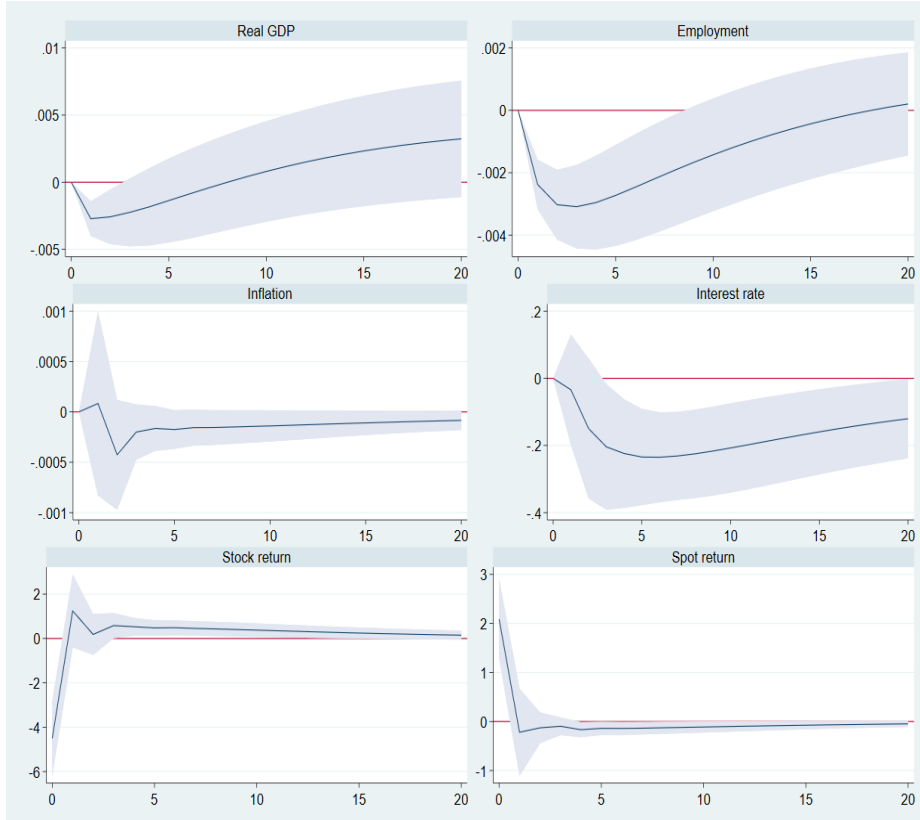 Real GDP
.01
.005
0
-.005
0 5 10 15 20
Employment
.002
0
-.002
-.004
0 5 10 15 20
Inflation
.001
.0005
0
-.0005
-.001
0 5 10 15 20
Interest rate
.2
0
-.2
-.4
0 5 10 15 20
Stock return
2
0
-2
-4
-6
0 5 10 15 20
Spot return
3
2
1
0
-1
0 5 10 15 20